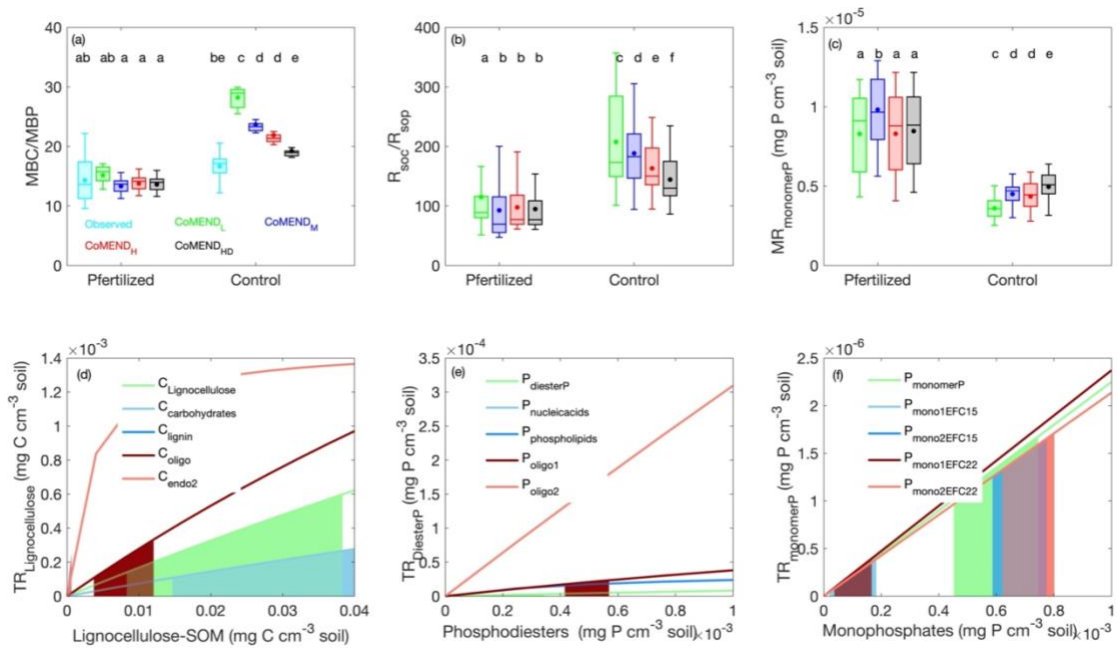 (a)
40
30
20
10
0
MBC/MBP
ab ab a a a
be c d d e
Observed
CoMEND_L
CoMEND_M
CoMEND_H
CoMEND_HD
Pfertilized Control
(b)
400
300
200
100
0
R_soc/R_sop
a b b b
c d e f
Pfertilized Control
×10^-5
(c)
1.5
1
0.5
0
MR_monomerP (mg P cm^-3 soil)
a b a a
c d d e
Pfertilized Control
×10^-3
(d)
1.4
1.2
1
0.8
0.6
0.4
0.2
0
TR_Lignocellulose (mg C cm^-3 soil)
C_Lignocellulose
C_carbohydrates
C_lignin
C_oligo
C_endo2
0 0.01 0.02 0.03 0.04
Lignocellulose-SOM (mg C cm^-3 soil)
×10^-4
(e)
3.5
3
2.5
2
1.5
1
0.5
0
TR_DiesterP (mg P cm^-3 soil)
P_diesterP
P_nucleicacids
P_phospholipids
P_oligo1
P_oligo2
0 0.2 0.4 0.6 0.8 1
Phosphodiesters (mg P cm^-3 soil)×10^-3
×10^-6
(f)
2.5
2
1.5
1
0.5
0
TR_monomerP (mg P cm^-3 soil)
P_monomerP
P_mono1EFC15
P_mono2EFC15
P_mono1EFC22
P_mono2EFC22
0 0.2 0.4 0.6 0.8 1
Monophosphates (mg P cm^-3 soil)×10^-3